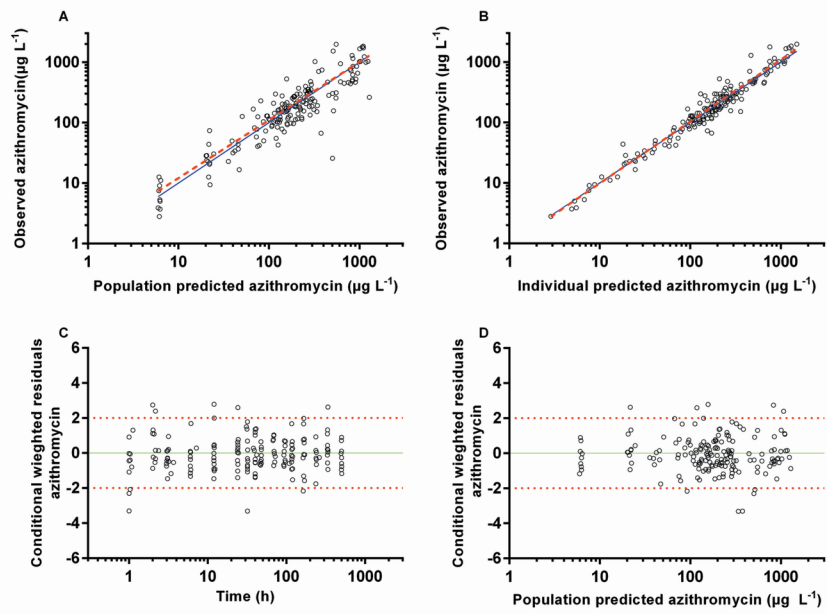 A
Observed azithromycin(µg L-1)
1000
100
10
1
1 10 100 1000
Population predicted azithromycin (µg L-1)
B
Observed azithromycin (µg L-1)
1000
100
10
1
1 10 100 1000
Individual predicted azithromycin (µg L-1)
C
Conditional wieghted residuals
azithromycin
6
4
2
0
-2
-4
-6
1 10 100 1000
Time (h)
D
Conditional wieghted residuals
azithromycin
6
4
2
0
-2
-4
-6
1 10 100 1000
Population predicted azithromycin (µg L-1)